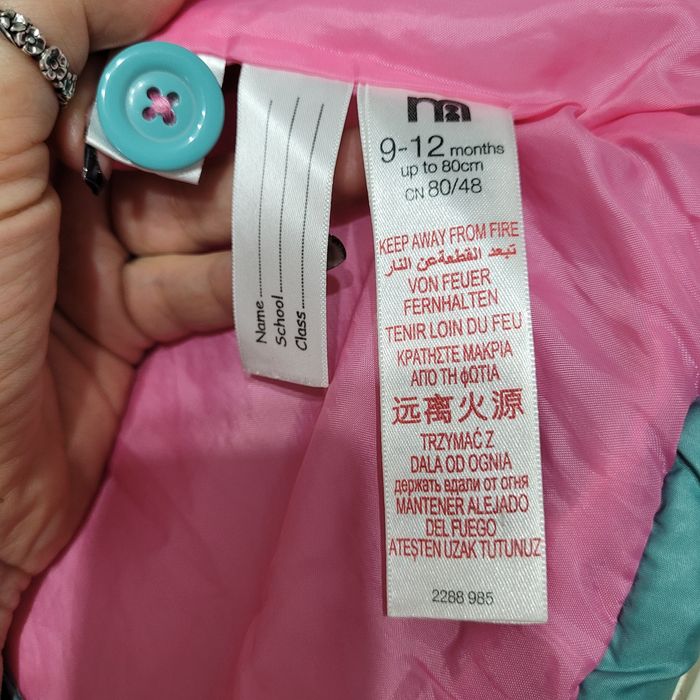 Name
School
Class
9-12 months
up to 80cm
CN 80/48
KEEP AWAY FROM FIRE
تبعد القطعة عن النار
VON FEUER
FERNHALTEN
TENIR LOIN DU FEU
ΚΡΑΤΗΣΤΕ ΜΑΚΡΙΑ
ΑΠΟ ΤΗ ΦΩΤΙΑ
远离火源
TRZYMAĆ Z
DALA OD OGNIA
держать вдали от огня
MANTENER ALEJADO
DEL FUEGO
ATEŞTEN UZAK TUTUNUZ
2288 985